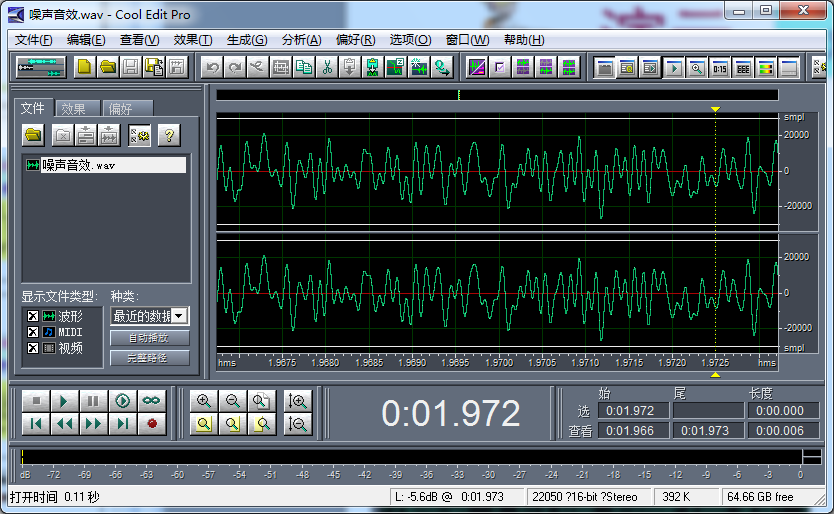 噪声音效.wav - Cool Edit Pro
文件(F) 编辑(E) 查看(V) 效果(T) 生成(G) 分析(A) 偏好(R) 选项(O) 窗口(W) 帮助(H)
0:15
文件 效果 偏好
噪声音效.wav
smpl
20000
0
-20000
20000
0
-20000
smpl
hms 1.9675 1.9680 1.9685 1.9690 1.9695 1.9700 1.9705 1.9710 1.9715 1.9720 1.9725 hms
显示文件类型: 种类:
波形 最近的数据
MIDI 自动播放
视频 完整路径
0:01.972
始 尾 长度
选 0:01.972 0:00.000
查看 0:01.966 0:01.973 0:00.006
dB -72 -69 -66 -63 -60 -57 -54 -51 -48 -45 -42 -39 -36 -33 -30 -27 -24 -21 -18 -15 -12 -9 -6 -3 0
打开时间 0.11 秒 L: -5.6dB @ 0:01.973 22050 ?16-bit ?Stereo 392 K 64.66 GB free